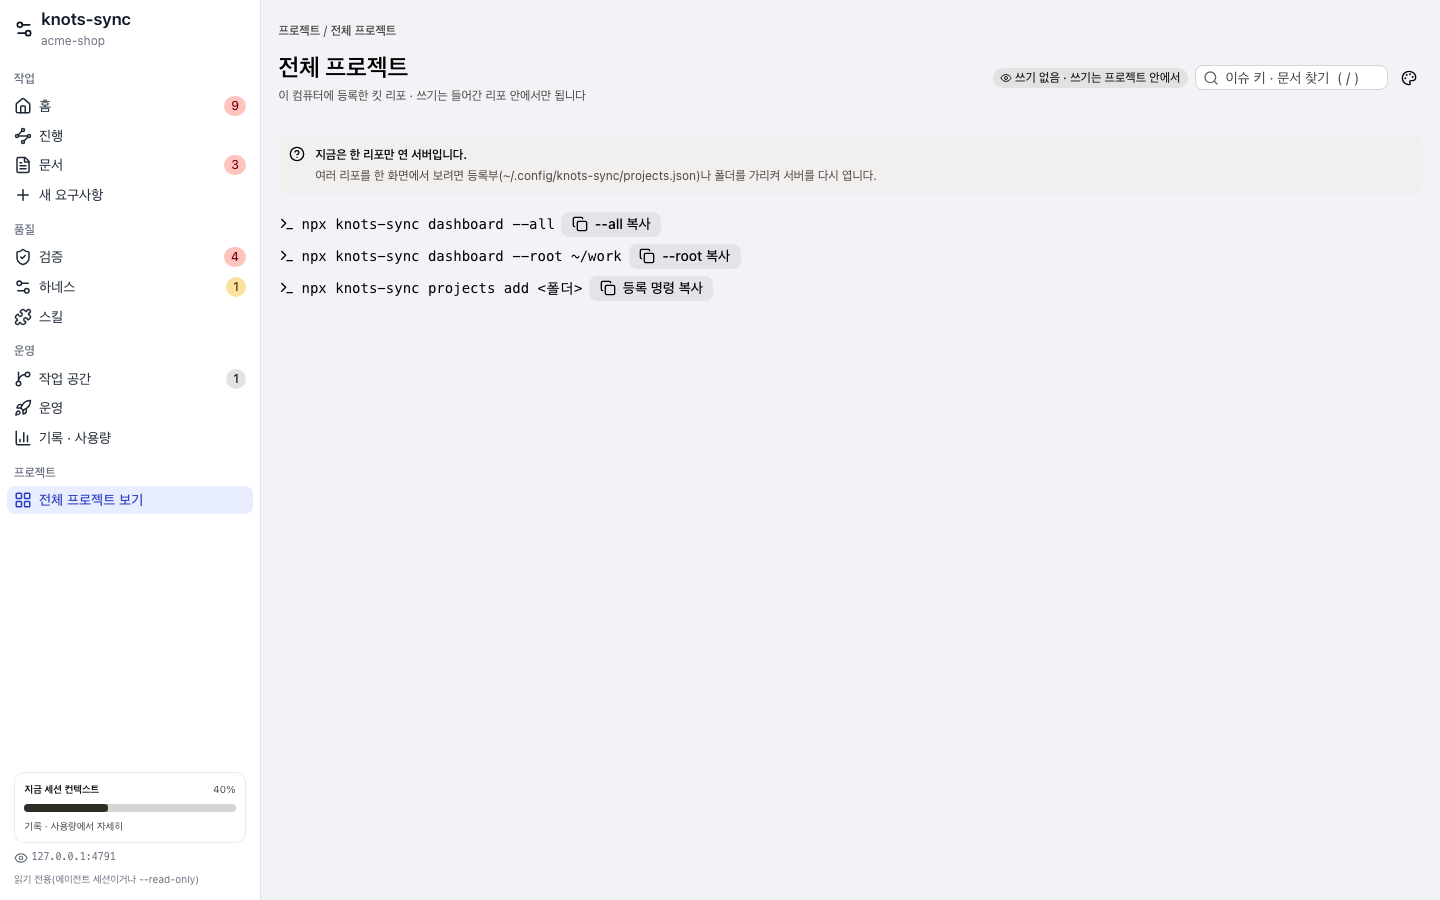 knots-sync
acme-shop
작업
홈 9
진행
문서 3
새 요구사항
품질
검증 4
하네스 1
스킬
운영
작업 공간 1
운영
기록 · 사용량
프로젝트
전체 프로젝트 보기
지금 세션 컨텍스트 40%
기록 · 사용량에서 자세히
127.0.0.1:4791
읽기 전용(에이전트 세션이거나 --read-only)
프로젝트 / 전체 프로젝트
전체 프로젝트
이 컴퓨터에 등록한 킷 리포 · 쓰기는 들어간 리포 안에서만 됩니다
쓰기 없음 · 쓰기는 프로젝트 안에서
이슈 키 · 문서 찾기 ( / )
지금은 한 리포만 연 서버입니다.
여러 리포를 한 화면에서 보려면 등록부(~/.config/knots-sync/projects.json)나 폴더를 가리켜 서버를 다시 엽니다.
npx knots-sync dashboard --all --all 복사
npx knots-sync dashboard --root ~/work --root 복사
npx knots-sync projects add <폴더> 등록 명령 복사